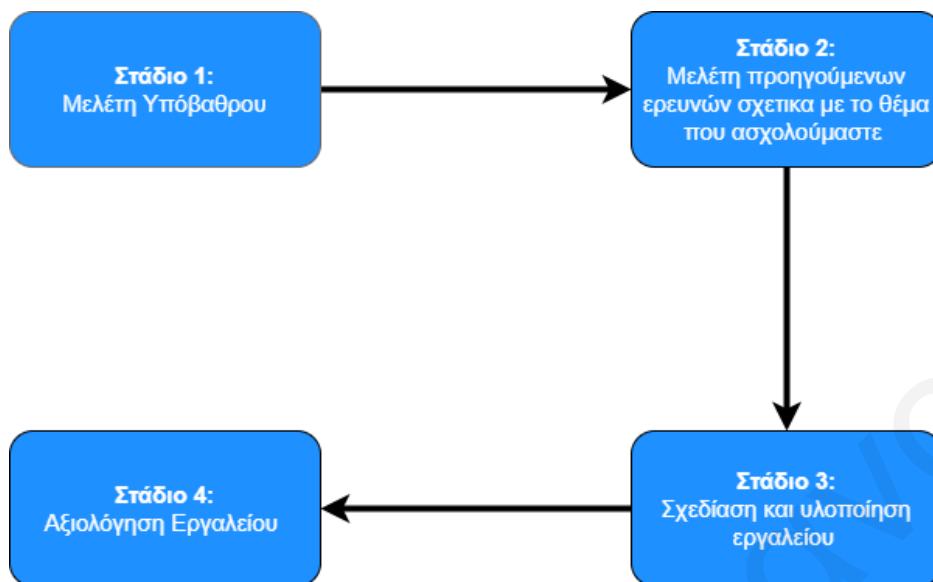 Στάδιο 1:
Μελέτη Υπόβαθρου
Στάδιο 2:
Μελέτη προηγούμενων
ερευνών σχετικα με το θέμα
που ασχολούμαστε
Στάδιο 3:
Σχεδίαση και υλοποίηση
εργαλείου
Στάδιο 4:
Αξιολόγηση Εργαλείου